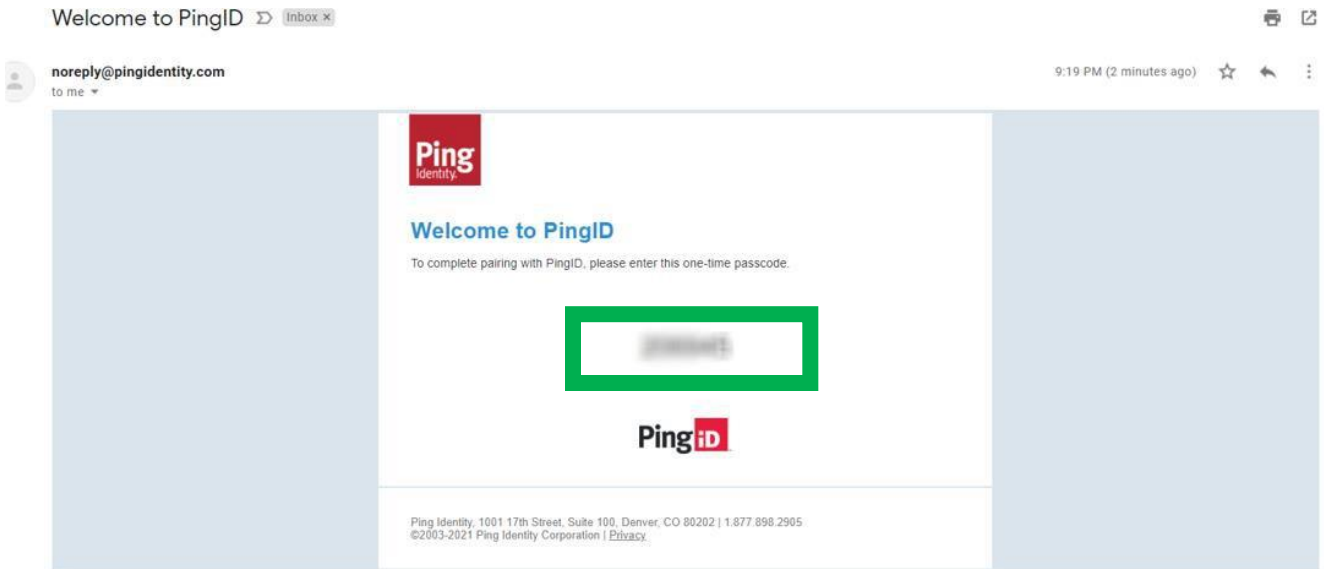 Welcome to PingID Inbox ×
noreply@pingidentity.com 9:19 PM (2 minutes ago)
to me
Ping
Identity.
Welcome to PingID
To complete pairing with PingID, please enter this one-time passcode.
Ping iD
Ping Identity, 1001 17th Street, Suite 100, Denver, CO 80202 | 1.877.898.2905
©2003-2021 Ping Identity Corporation | Privacy